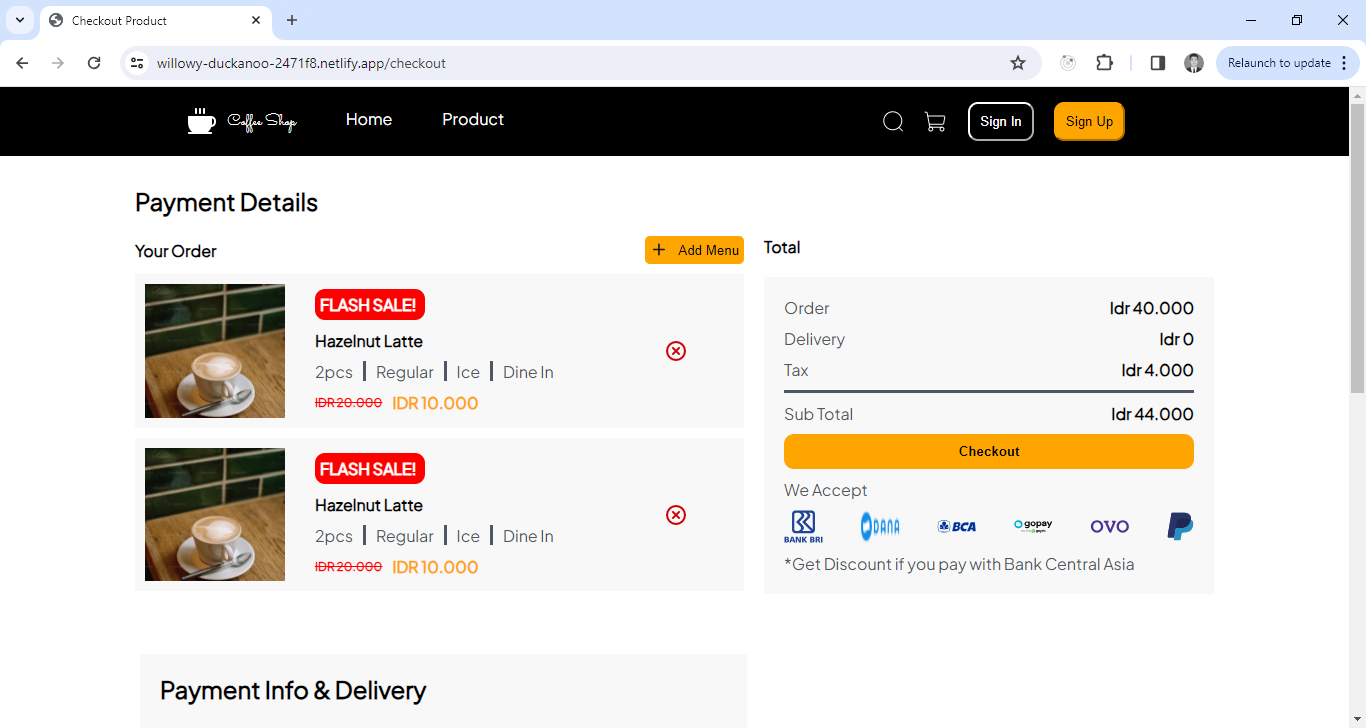 Checkout Product
willowy-duckanoo-2471f8.netlify.app/checkout
Relaunch to update
Coffee Shop
Home
Product
Sign In
Sign Up
Payment Details
Your Order
Add Menu
FLASH SALE!
Hazelnut Latte
2pcs | Regular | Ice | Dine In
IDR 20.000 IDR 10.000
FLASH SALE!
Hazelnut Latte
2pcs | Regular | Ice | Dine In
IDR 20.000 IDR 10.000
Total
Order Idr 40.000
Delivery Idr 0
Tax Idr 4.000
Sub Total Idr 44.000
Checkout
We Accept
BANK BRI DANA BCA gopay OVO
*Get Discount if you pay with Bank Central Asia
Payment Info & Delivery